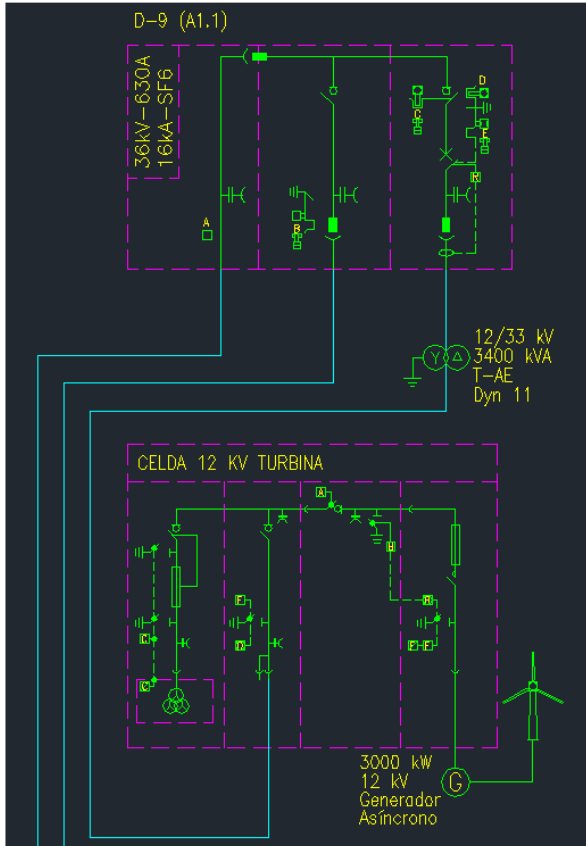 D-9 (A1.1)
36kV-630A
16kA-SF6
A
B
C
D
E
R
12/33 kV
3400 kVA
T-AE
Dyn 11
Y
Δ
CELDA 12 KV TURBINA
A
H
H
F
D
F
F
C
C
3000 kW
12 kV
Generador
Asíncrono
G